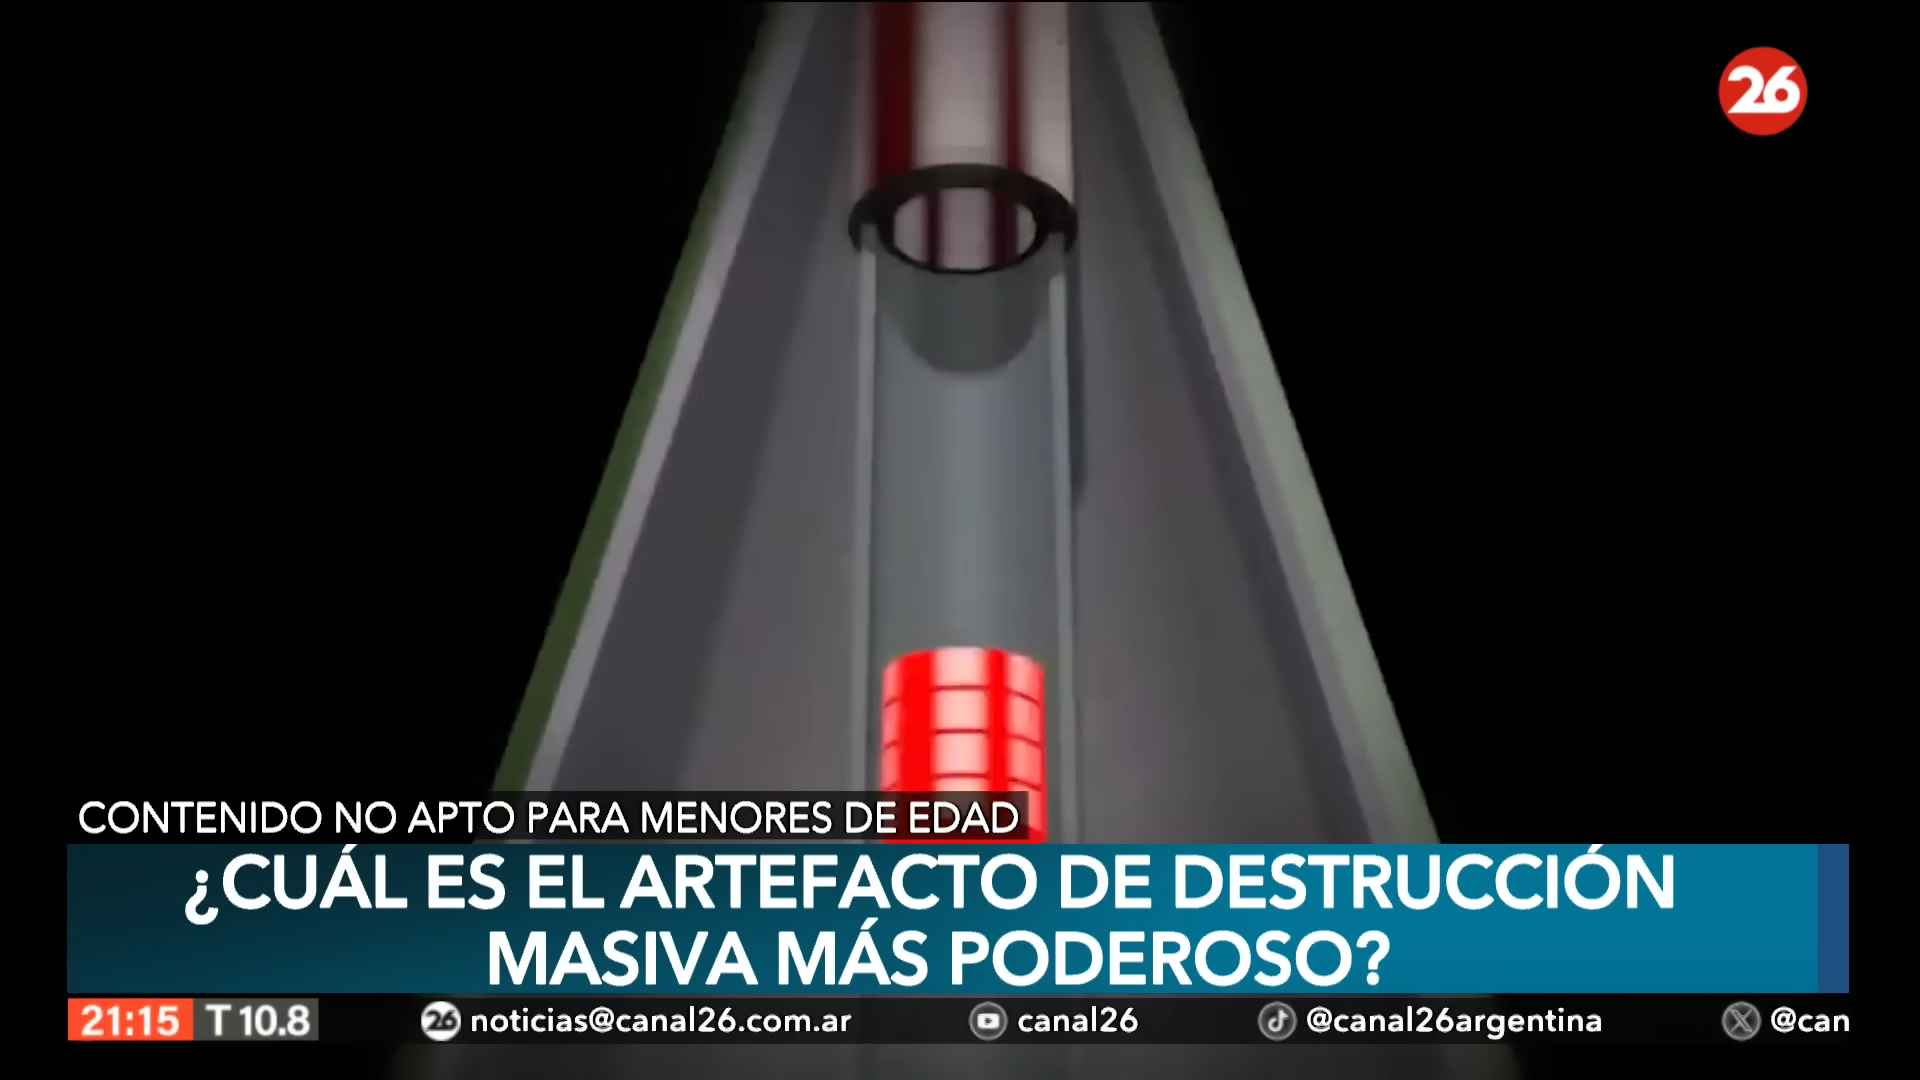 26
CONTENIDO NO APTO PARA MENORES DE EDAD
¿CUÁL ES EL ARTEFACTO DE DESTRUCCIÓN
MASIVA MÁS PODEROSO?
21:15 T 10.8 26 noticias@canal26.com.ar canal26 @canal26argentina X @can